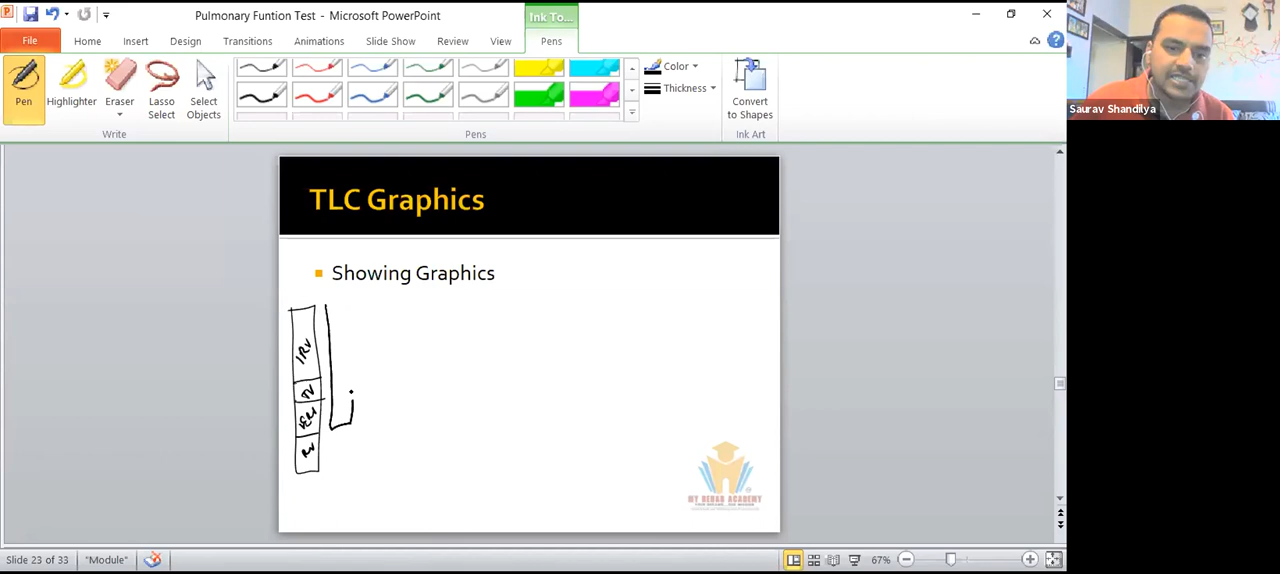 Pulmonary Funtion Test - Microsoft PowerPoint
Ink To...
File
Home
Insert
Design
Transitions
Animations
Slide Show
Review
View
Pens
Pen
Highlighter
Eraser
Lasso Select
Select Objects
Color
Thickness
Convert to Shapes
Write
Pens
Ink Art
Saurav Shandilya
TLC Graphics
Showing Graphics
IRV
TV
ERV
RV
MY DEBAR ACADEMY
Slide 23 of 33
"Module"
67%